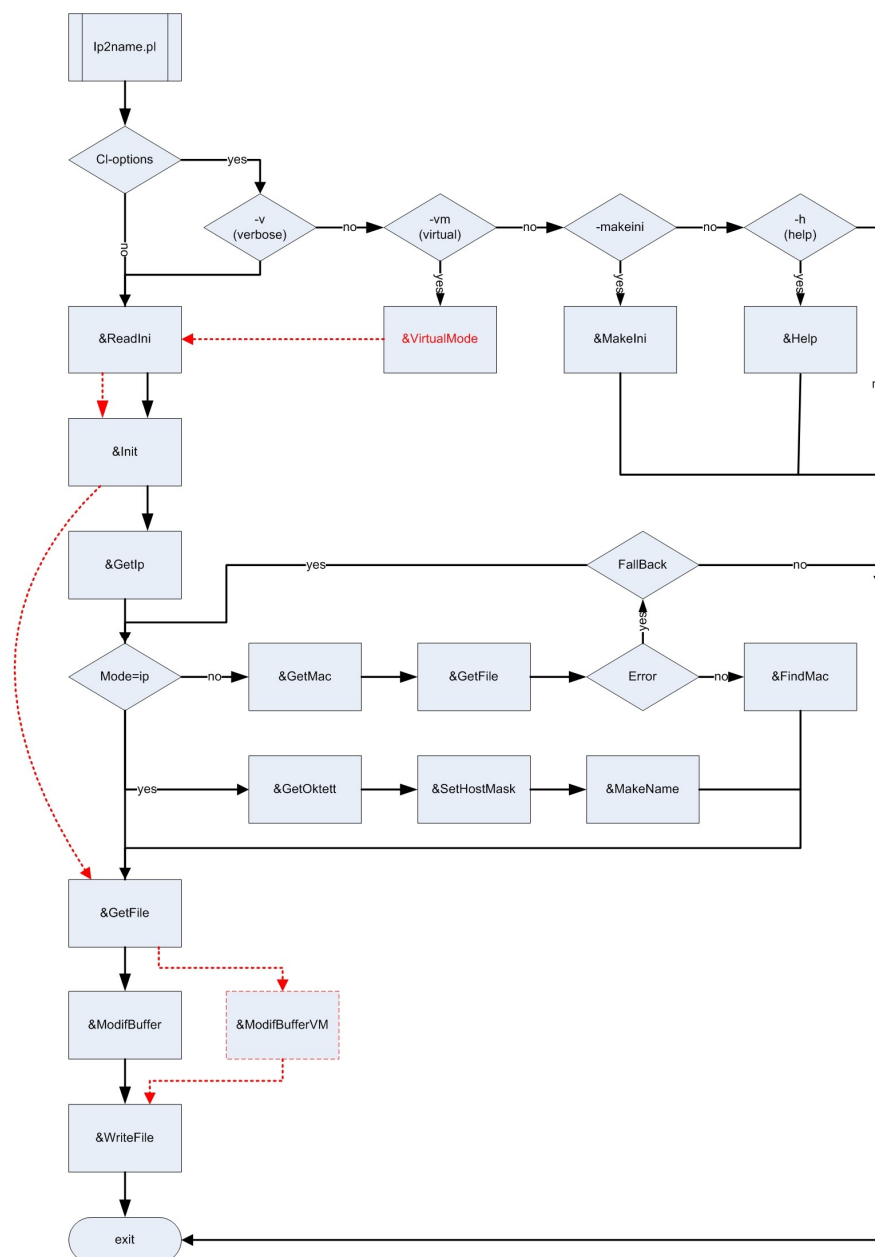 Ip2name.pl
Cl-options
yes
-v
(verbose)
no
-vm
(virtual)
no
-makeini
no
-h
(help)
no
yes
yes
yes
&ReadIni
&VirtualMode
&MakeIni
&Help
&Init
&GetIp
yes
FallBack
no
yes
Mode=ip
no
&GetMac
&GetFile
Error
no
&FindMac
yes
&GetOktett
&SetHostMask
&MakeName
&GetFile
&ModifBuffer
&ModifBufferVM
&WriteFile
exit